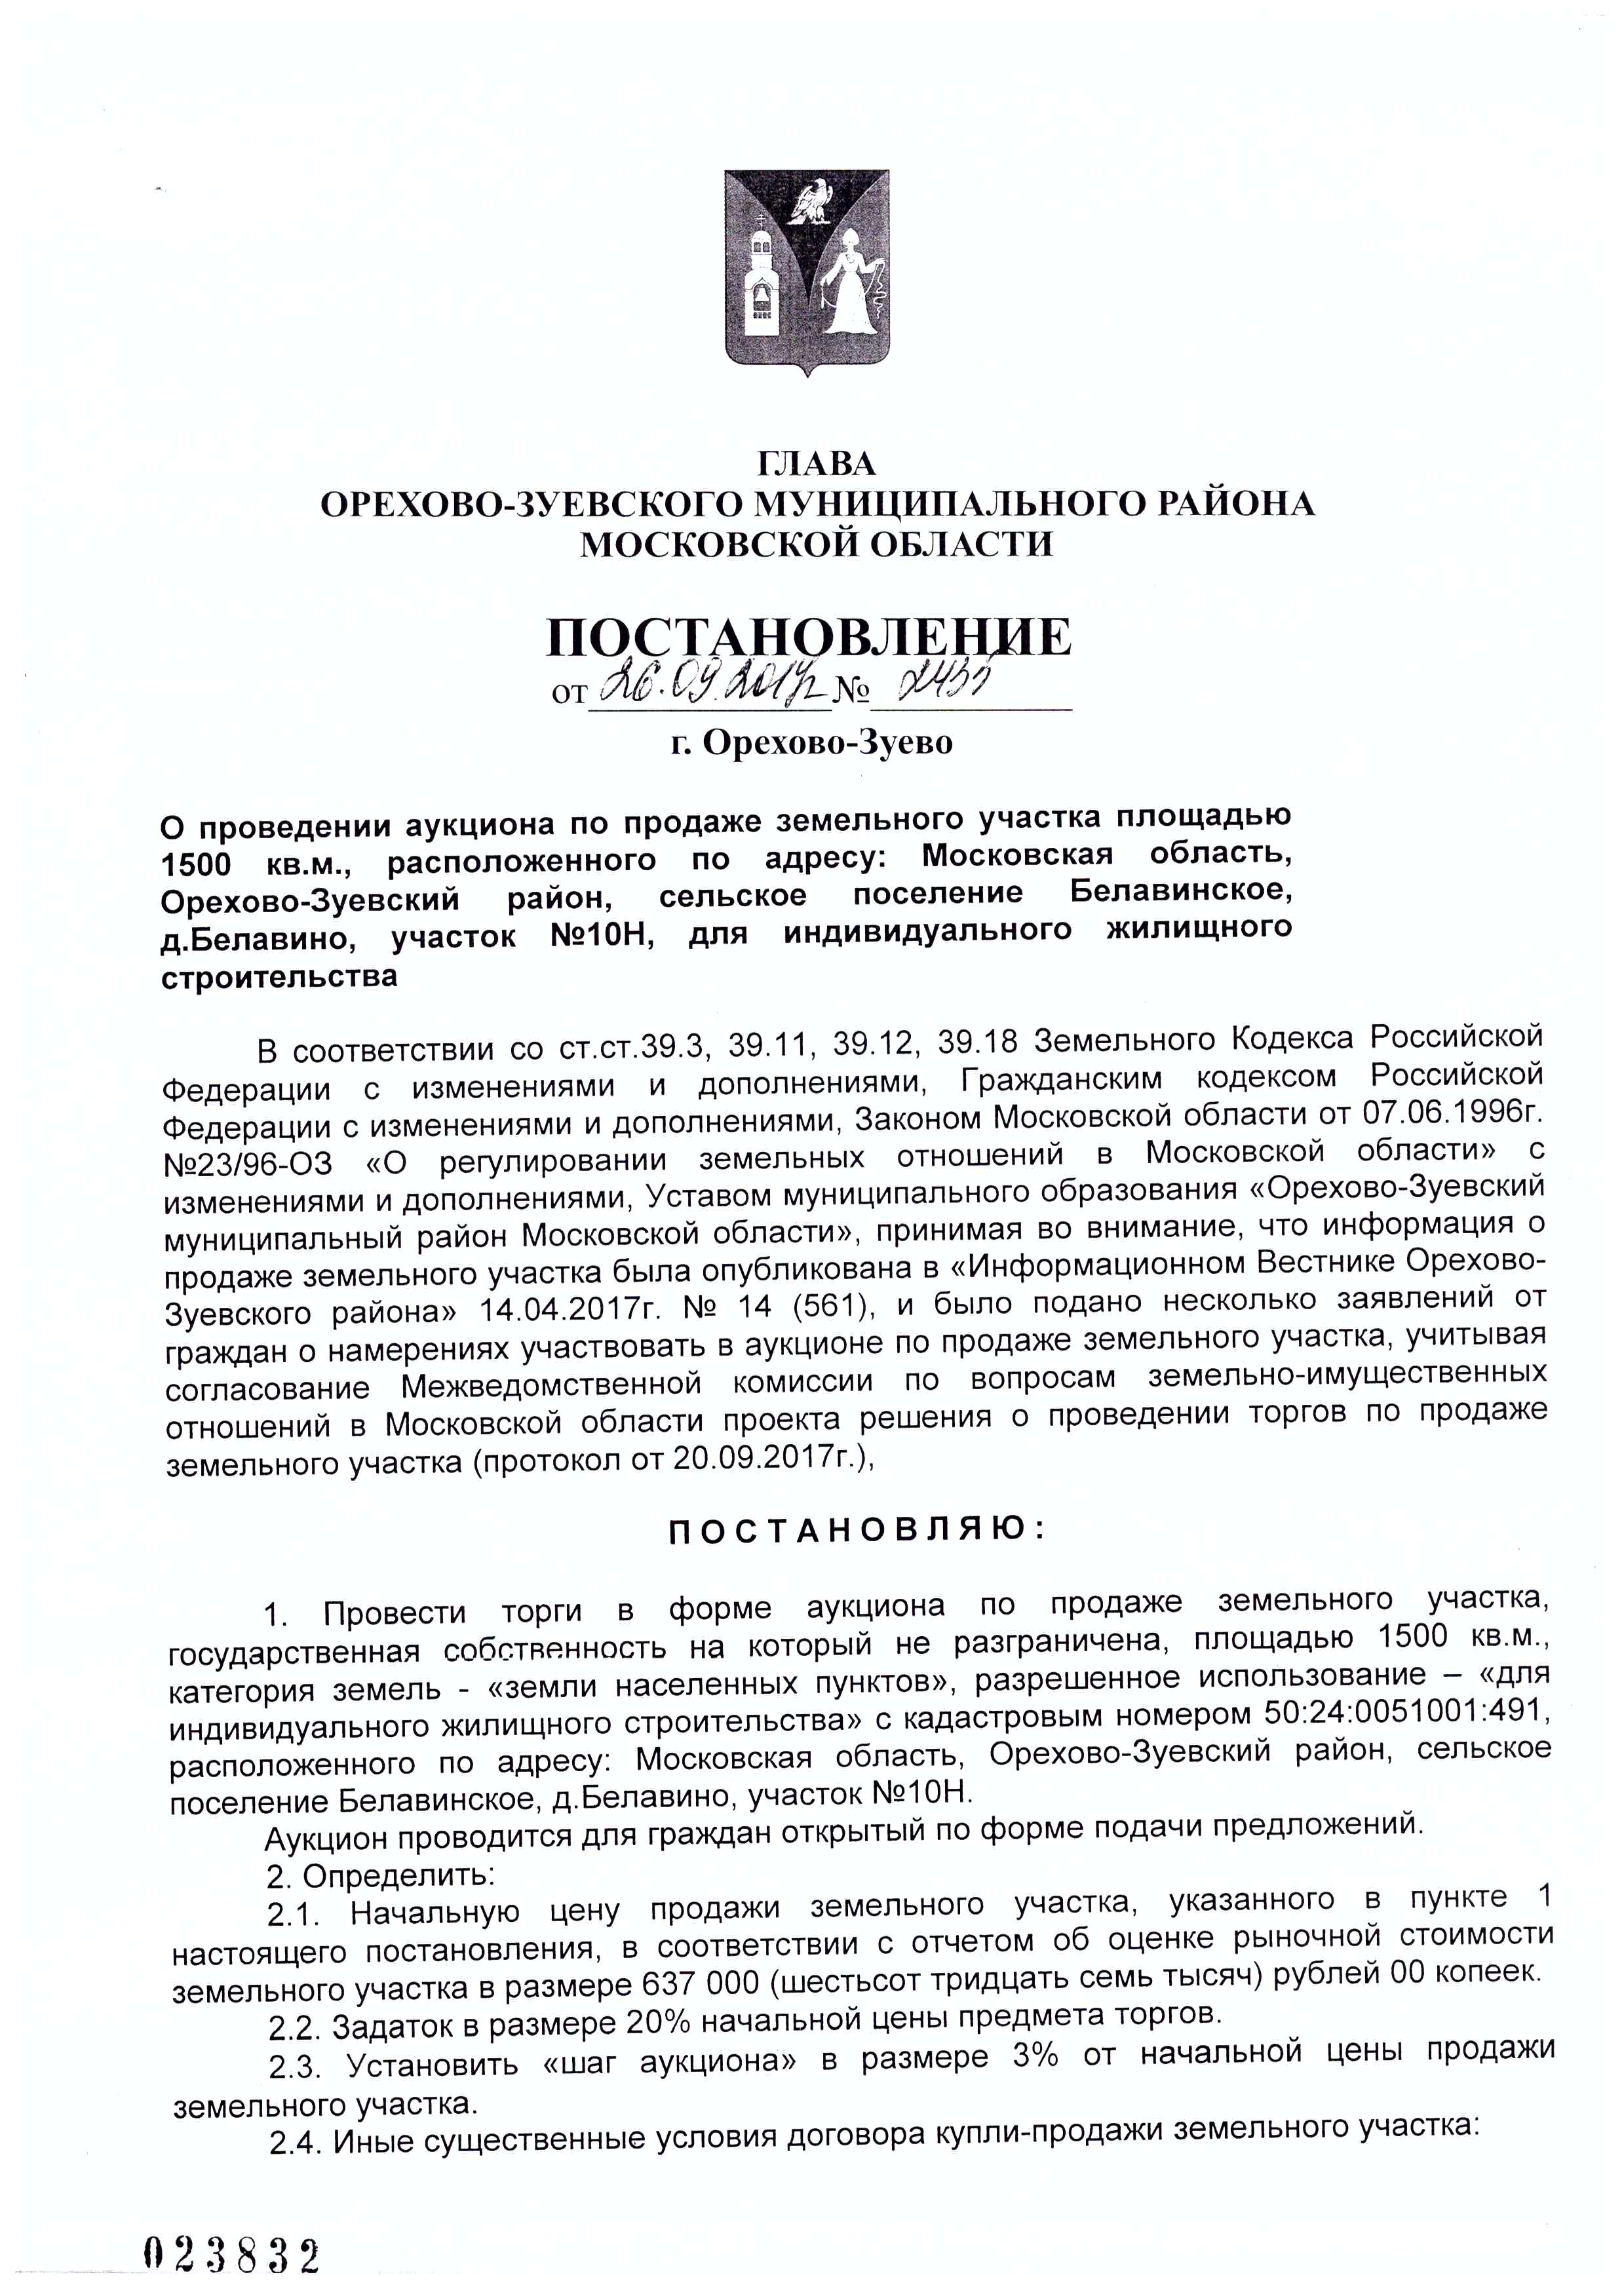 ГЛАВА
ОРЕХОВО-ЗУЕВСКОГО МУНИЦИПАЛЬНОГО РАЙОНА
МОСКОВСКОЙ ОБЛАСТИ
ПОСТАНОВЛЕНИЕ
от 26.09.2017г № 2435
г. Орехово-Зуево
О проведении аукциона по продаже земельного участка площадью
1500 кв.м., расположенного по адресу: Московская область,
Орехово-Зуевский район, сельское поселение Белавинское,
д.Белавино, участок №10Н, для индивидуального жилищного
строительства
В соответствии со ст.ст.39.3, 39.11, 39.12, 39.18 Земельного Кодекса Российской
Федерации с изменениями и дополнениями, Гражданским кодексом Российской
Федерации с изменениями и дополнениями, Законом Московской области от 07.06.1996г.
№23/96-ОЗ «О регулировании земельных отношений в Московской области» с
изменениями и дополнениями, Уставом муниципального образования «Орехово-Зуевский
муниципальный район Московской области», принимая во внимание, что информация о
продаже земельного участка была опубликована в «Информационном Вестнике Орехово-
Зуевского района» 14.04.2017г. № 14 (561), и было подано несколько заявлений от
граждан о намерениях участвовать в аукционе по продаже земельного участка, учитывая
согласование Межведомственной комиссии по вопросам земельно-имущественных
отношений в Московской области проекта решения о проведении торгов по продаже
земельного участка (протокол от 20.09.2017г.),
П О С Т А Н О В Л Я Ю :
1. Провести торги в форме аукциона по продаже земельного участка,
государственная собственность на который не разграничена, площадью 1500 кв.м.,
категория земель - «земли населенных пунктов», разрешенное использование – «для
индивидуального жилищного строительства» с кадастровым номером 50:24:0051001:491,
расположенного по адресу: Московская область, Орехово-Зуевский район, сельское
поселение Белавинское, д.Белавино, участок №10Н.
Аукцион проводится для граждан открытый по форме подачи предложений.
2. Определить:
2.1. Начальную цену продажи земельного участка, указанного в пункте 1
настоящего постановления, в соответствии с отчетом об оценке рыночной стоимости
земельного участка в размере 637 000 (шестьсот тридцать семь тысяч) рублей 00 копеек.
2.2. Задаток в размере 20% начальной цены предмета торгов.
2.3. Установить «шаг аукциона» в размере 3% от начальной цены продажи
земельного участка.
2.4. Иные существенные условия договора купли-продажи земельного участка:
023832